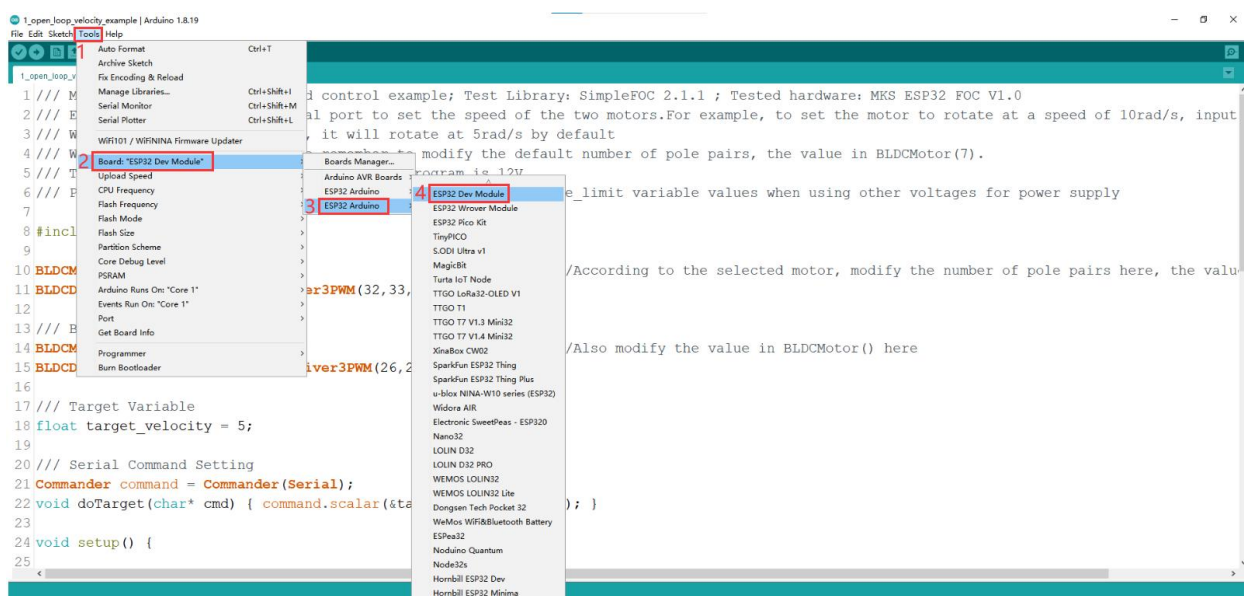 1_open_loop_velocity_example | Arduino 1.8.19
File Edit Sketch Tools Help
1
Auto Format Ctrl+T
Archive Sketch
Fix Encoding & Reload
Manage Libraries... Ctrl+Shift+I
Serial Monitor Ctrl+Shift+M
Serial Plotter Ctrl+Shift+L
WiFi101 / WiFiNINA Firmware Updater
2 Board: "ESP32 Dev Module"
Upload Speed
CPU Frequency
Flash Frequency
Flash Mode
Flash Size
Partition Scheme
Core Debug Level
PSRAM
Arduino Runs On: "Core 1"
Events Run On: "Core 1"
Port
Get Board Info
Programmer
Burn Bootloader
Boards Manager...
Arduino AVR Boards
ESP32 Arduino
3 ESP32 Arduino
4 ESP32 Dev Module
ESP32 Wrover Module
ESP32 Pico Kit
TinyPICO
S.ODI Ultra v1
MagicBit
Turta IoT Node
TTGO LoRa32-OLED V1
TTGO T1
TTGO T7 V1.3 Mini32
TTGO T7 V1.4 Mini32
XinaBox CW02
SparkFun ESP32 Thing
SparkFun ESP32 Thing Plus
u-blox NINA-W10 series (ESP32)
Widora AIR
Electronic SweetPeas - ESP320
Nano32
LOLIN D32
LOLIN D32 PRO
WEMOS LOLIN32
WEMOS LOLIN32 Lite
Dongsen Tech Pocket 32
WeMos WiFi&Bluetooth Battery
ESPea32
Noduino Quantum
Node32s
Hornbill ESP32 Dev
Hornbill ESP32 Minima
1_open_loop_v
1 /// M d control example; Test Library: SimpleFOC 2.1.1 ; Tested hardware: MKS ESP32 FOC V1.0
2 /// E al port to set the speed of the two motors.For example, to set the motor to rotate at a speed of 10rad/s, input
3 /// W , it will rotate at 5rad/s by default
4 /// W remember to modify the default number of pole pairs, the value in BLDCMotor(7).
5 /// T rogram is 12V
6 /// P e_limit variable values when using other voltages for power supply
7
8 #incl
9
10 BLDCM /According to the selected motor, modify the number of pole pairs here, the valu
11 BLDCD er3PWM(32,33,
12
13 /// B
14 BLDCM /Also modify the value in BLDCMotor() here
15 BLDCD iver3PWM(26,2
16
17 /// Target Variable
18 float target_velocity = 5;
19
20 /// Serial Command Setting
21 Commander command = Commander(Serial);
22 void doTarget(char* cmd) { command.scalar(&ta ); }
23
24 void setup() {
25